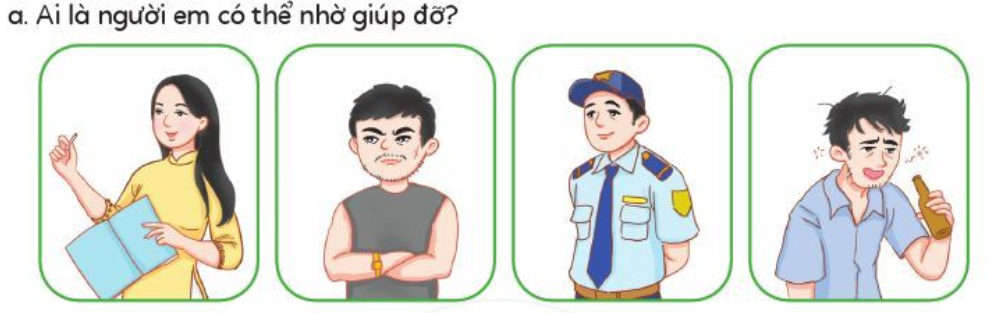 a. Ai là người em có thể nhờ giúp đỡ?